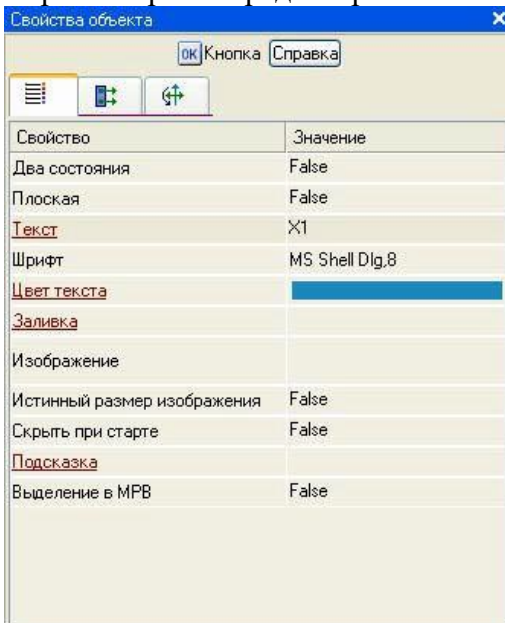 Свойства объекта
ОК Кнопка Справка
Свойство Значение
Два состояния False
Плоская False
Текст X1
Шрифт MS Shell Dlg,8
Цвет текста
Заливка
Изображение
Истинный размер изображения False
Скрыть при старте False
Подсказка
Выделение в МРВ False